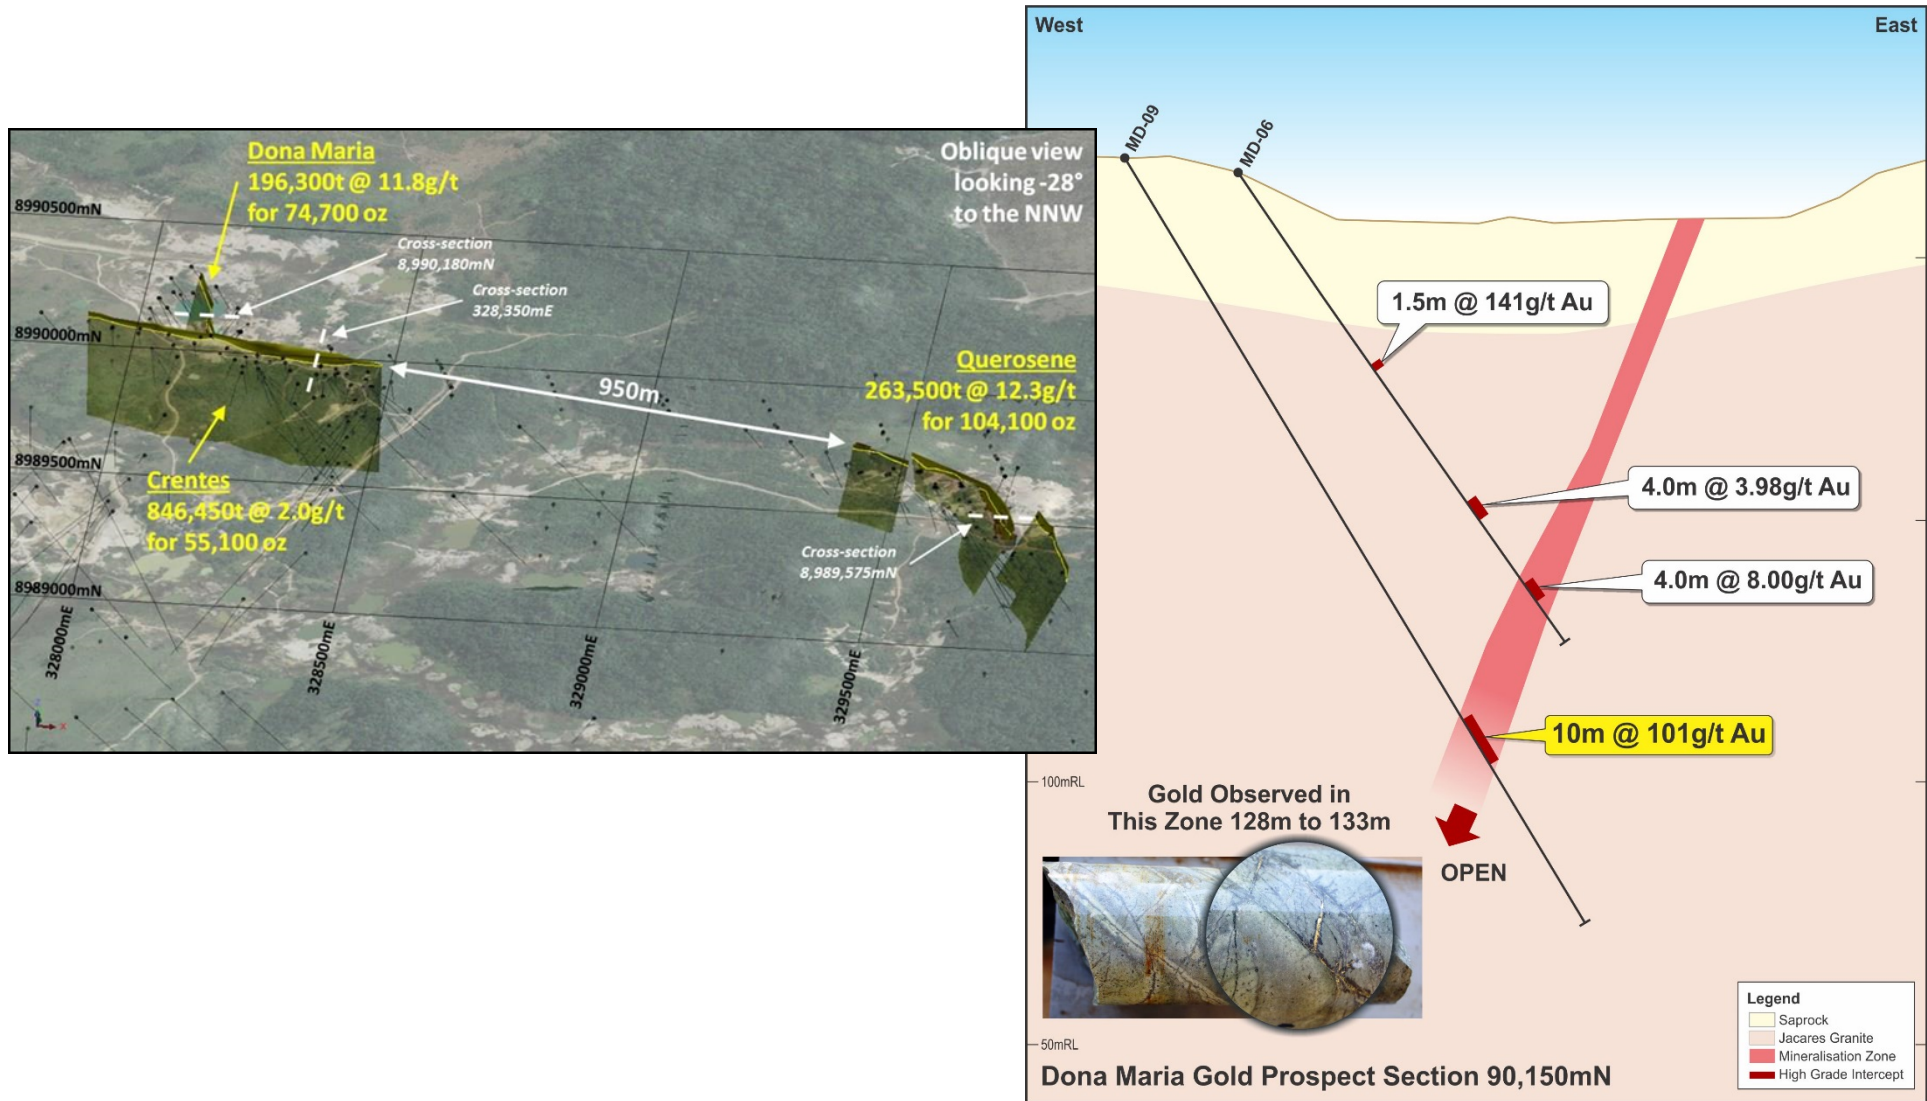 Dona Maria
196,300t @ 11.8g/t
for 74,700 oz
Oblique view
looking -28°
to the NNW
8990500mN
Cross-section
8,990,180mN
Cross-section
328,350mE
8990000mN
950m
Querosene
263,500t @ 12.3g/t
for 104,100 oz
8989500mN
Crentes
846,450t @ 2.0g/t
for 55,100 oz
Cross-section
8,989,575mN
8989000mN
328000mE
328500mE
329000mE
329500mE
Z
X
West
East
MD-09
MD-06
1.5m @ 141g/t Au
4.0m @ 3.98g/t Au
4.0m @ 8.00g/t Au
10m @ 101g/t Au
100mRL
Gold Observed in
This Zone 128m to 133m
OPEN
50mRL
Legend
Saprock
Jacares Granite
Mineralisation Zone
High Grade Intercept
Dona Maria Gold Prospect Section 90,150mN